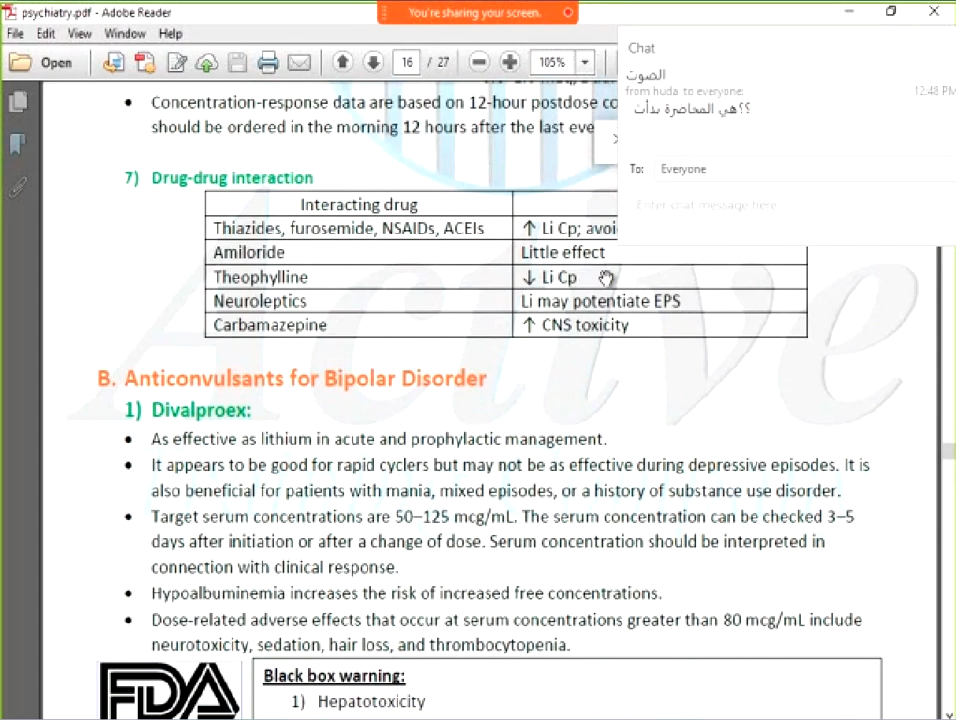 psychiatry.pdf - Adobe Reader
You're sharing your screen.
File Edit View Window Help
Open 16 / 27 105%
Chat
الصوت
from huda to everyone: 12:48 PM
هي المحاصرة بدأت؟؟
To: Everyone
Enter chat message here
• Concentration-response data are based on 12-hour postdose
should be ordered in the morning 12 hours after the last
7) Drug-drug interaction
Interacting drug
Thiazides, furosemide, NSAIDs, ACEIs ↑ Li Cp; avoi
Amiloride Little effect
Theophylline ↓ Li Cp
Neuroleptics Li may potentiate EPS
Carbamazepine ↑ CNS toxicity
Active
B. Anticonvulsants for Bipolar Disorder
1) Divalproex:
• As effective as lithium in acute and prophylactic management.
• It appears to be good for rapid cyclers but may not be as effective during depressive episodes. It is
also beneficial for patients with mania, mixed episodes, or a history of substance use disorder.
• Target serum concentrations are 50–125 mcg/mL. The serum concentration can be checked 3–5
days after initiation or after a change of dose. Serum concentration should be interpreted in
connection with clinical response.
• Hypoalbuminemia increases the risk of increased free concentrations.
• Dose-related adverse effects that occur at serum concentrations greater than 80 mcg/mL include
neurotoxicity, sedation, hair loss, and thrombocytopenia.
FDA
Black box warning:
1) Hepatotoxicity